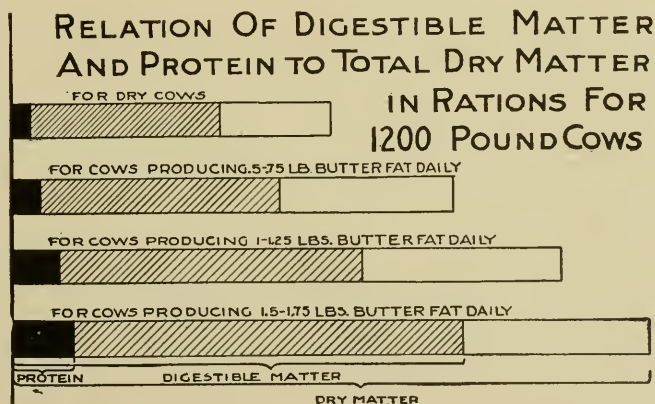 RELATION OF DIGESTIBLE MATTER
AND PROTEIN TO TOTAL DRY MATTER
IN RATIONS FOR
1200 POUND COWS
FOR DRY COWS
FOR COWS PRODUCING .5-.75 LB. BUTTER FAT DAILY
FOR COWS PRODUCING 1-1.25 LBS. BUTTER FAT DAILY
FOR COWS PRODUCING 1.5-1.75 LBS. BUTTER FAT DAILY
PROTEIN DIGESTIBLE MATTER
DRY MATTER